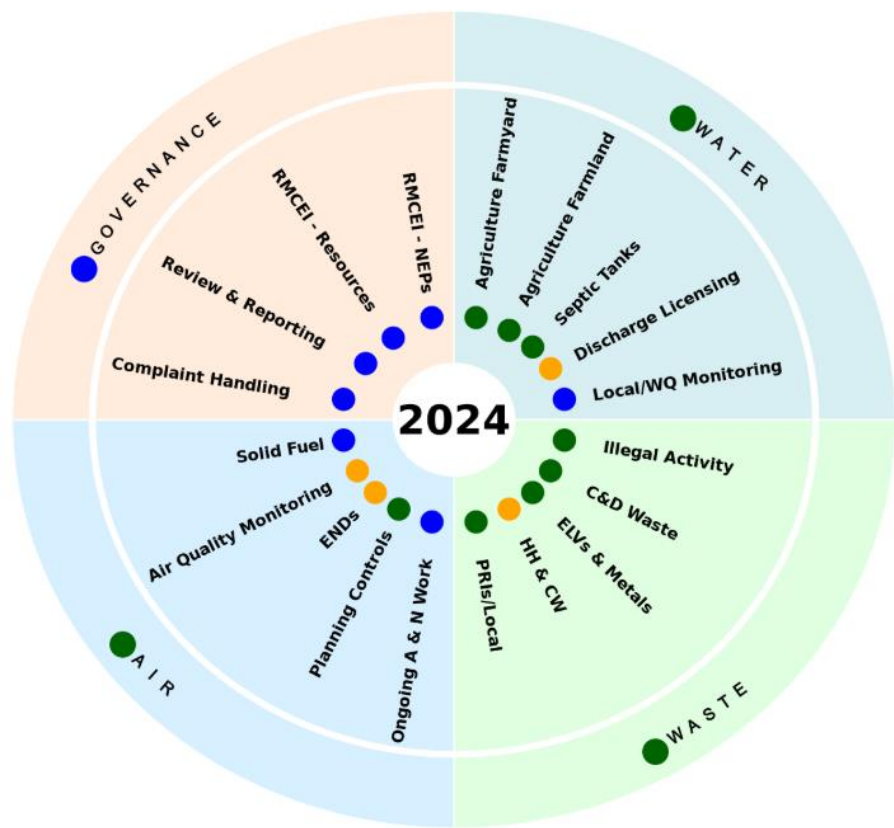 GOVERNANCE
RMCEI - NEPs
RMCEI - Resources
Review & Reporting
Complaint Handling
WATER
Agriculture Farmyard
Agriculture Farmland
Septic Tanks
Discharge Licensing
Local/WQ Monitoring
2024
Solid Fuel
Air Quality Monitoring
ENDs
Planning Controls
Ongoing A & N Work
AIR
Illegal Activity
C&D Waste
ELVs & Metals
HH & CW
PRIs/Local
WASTE